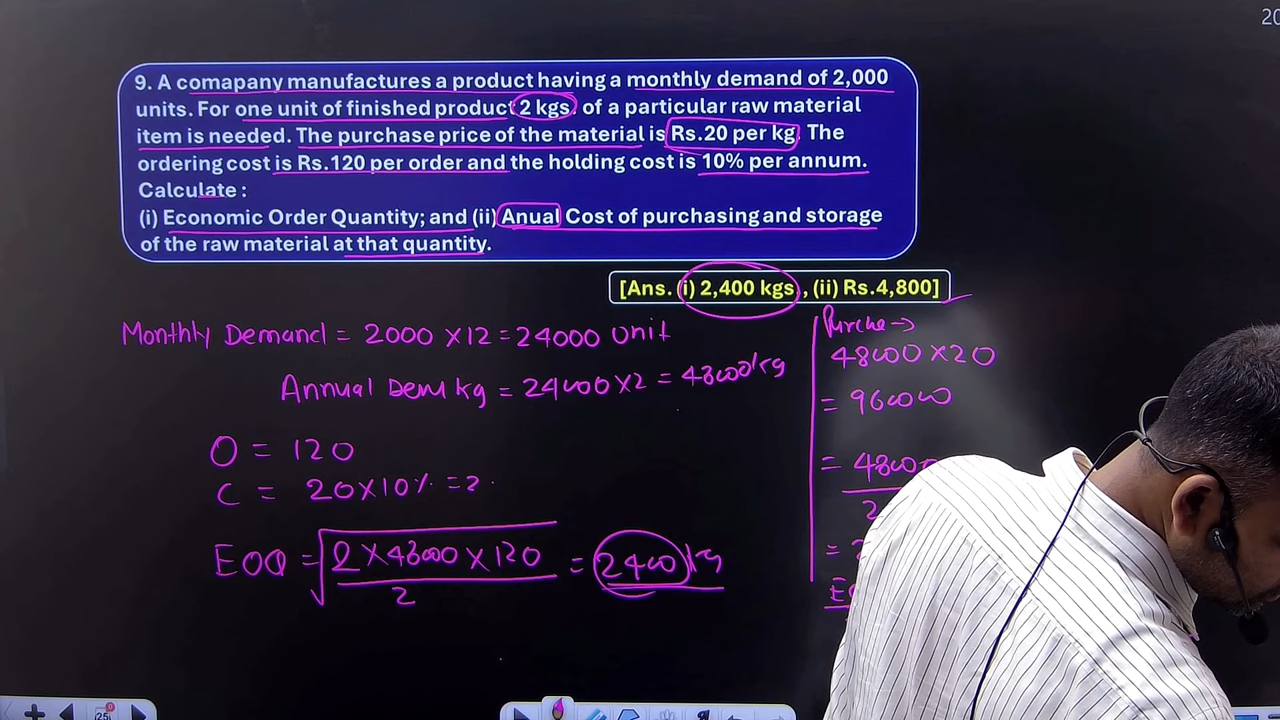 20
9. A comapany manufactures a product having a monthly demand of 2,000
units. For one unit of finished product 2 kgs. of a particular raw material
item is needed. The purchase price of the material is Rs.20 per kg. The
ordering cost is Rs.120 per order and the holding cost is 10% per annum.
Calculate :
(i) Economic Order Quantity; and (ii) Anual Cost of purchasing and storage
of the raw material at that quantity.
[Ans. (i) 2,400 kgs , (ii) Rs.4,800]
Monthly Demand = 2000 × 12 = 24000 Unit
Annual Dem kg = 24000 × 2 = 48000 kg
O = 120
C = 20 × 10% = 2
EOQ = √2 × 48000 × 120 = 2400 kg
2
Purche →
48000 × 20
= 960000
= 4800
2
=
25